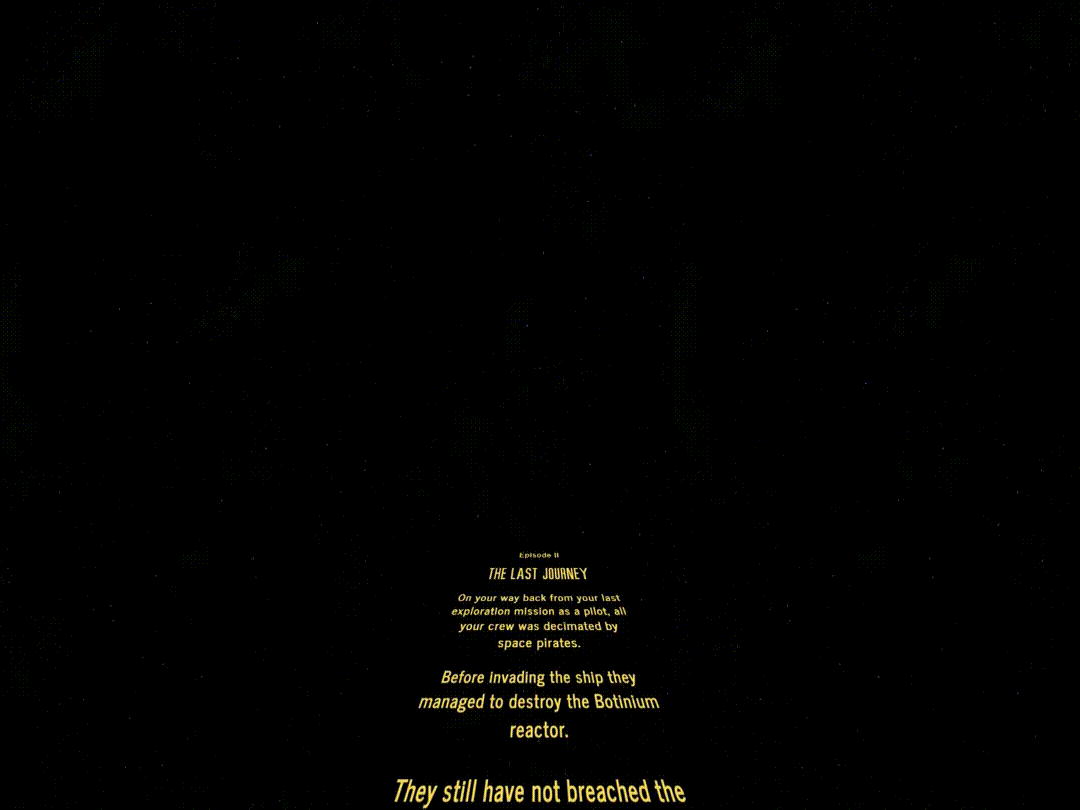 Episode II
THE LAST JOURNEY
On your way back from your last
exploration mission as a pilot, all
your crew was decimated by
space pirates.
Before invading the ship they
managed to destroy the Botinium
reactor.
They still have not breached the